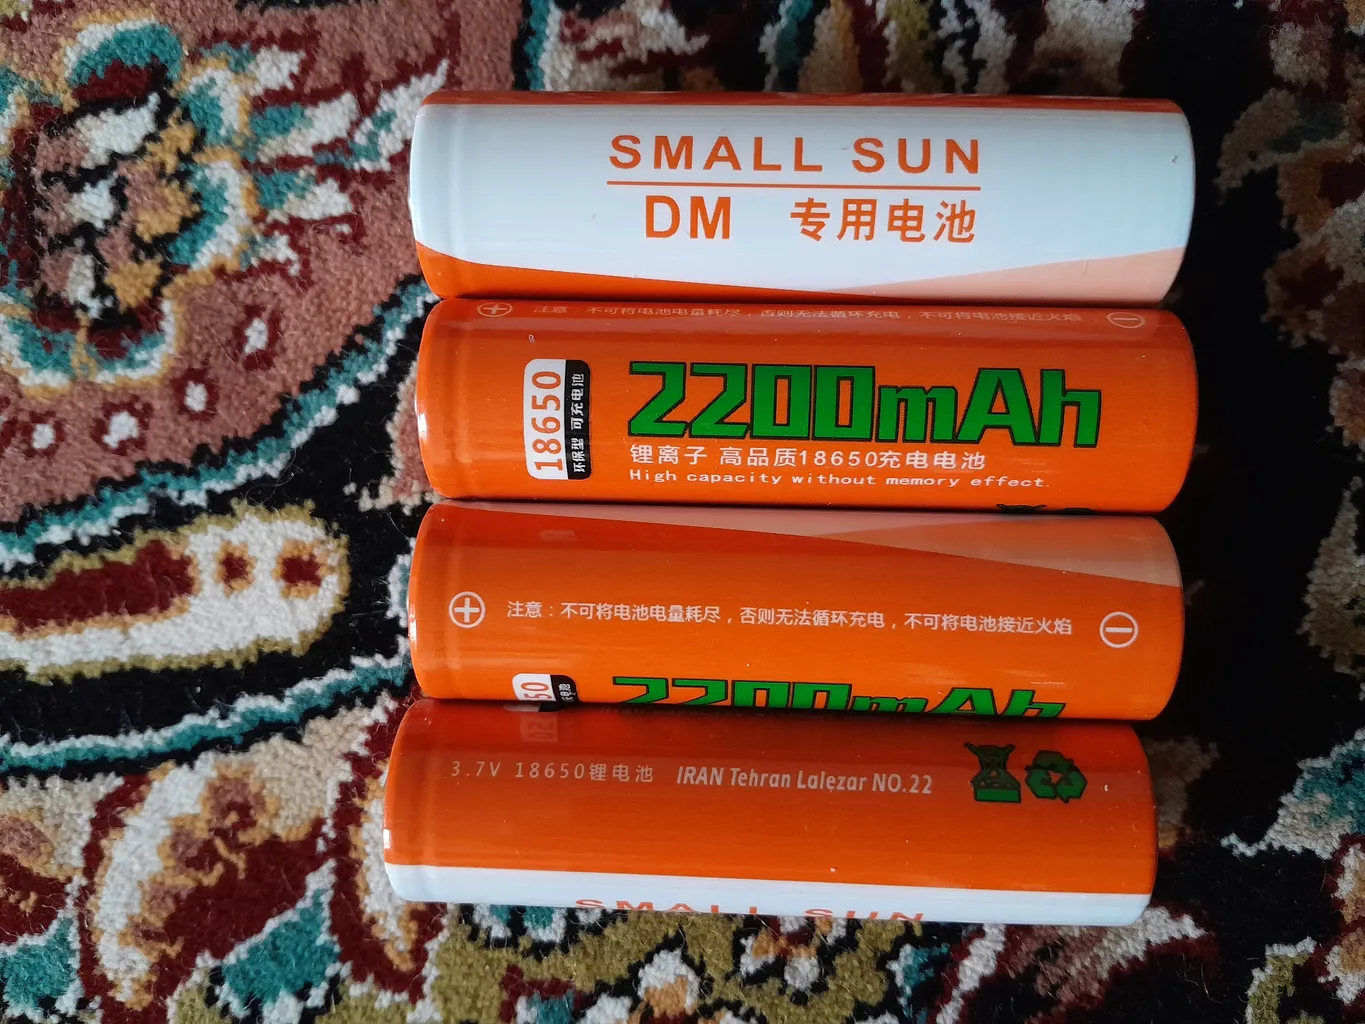 SMALL SUN
DM 专用电池
注意：不可将电池电量耗尽，否则无法循环充电，不可将电池接近火焰
18650
环保型 可充电池
2200mAh
锂离子 高品质18650充电电池
High capacity without memory effect.
注意：不可将电池电量耗尽，否则无法循环充电，不可将电池接近火焰
50
2200mAh
3.7V 18650锂电池 IRAN Tehran Lalezar NO.22
SMALL SUN